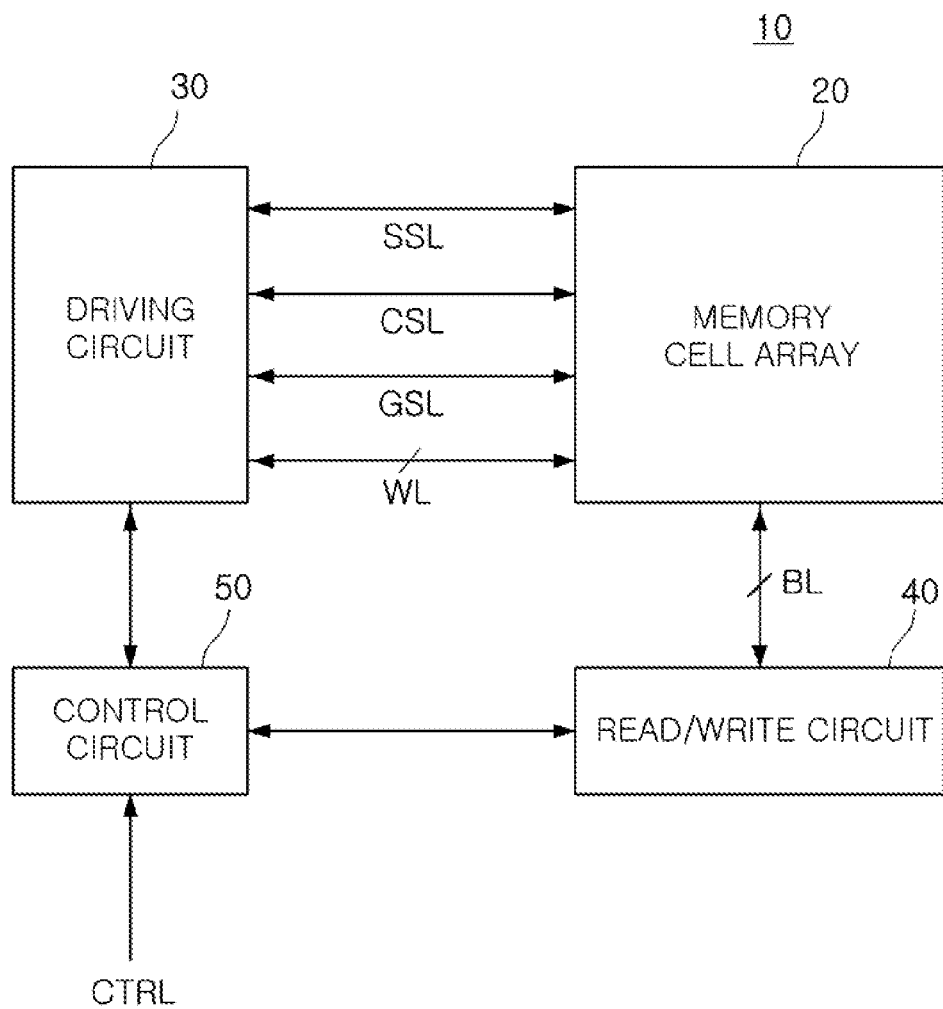 10
30
20
SSL
DRIVING
CIRCUIT
CSL
MEMORY
CELL ARRAY
GSL
WL
50
BL
40
CONTROL
CIRCUIT
READ/WRITE CIRCUIT
CTRL